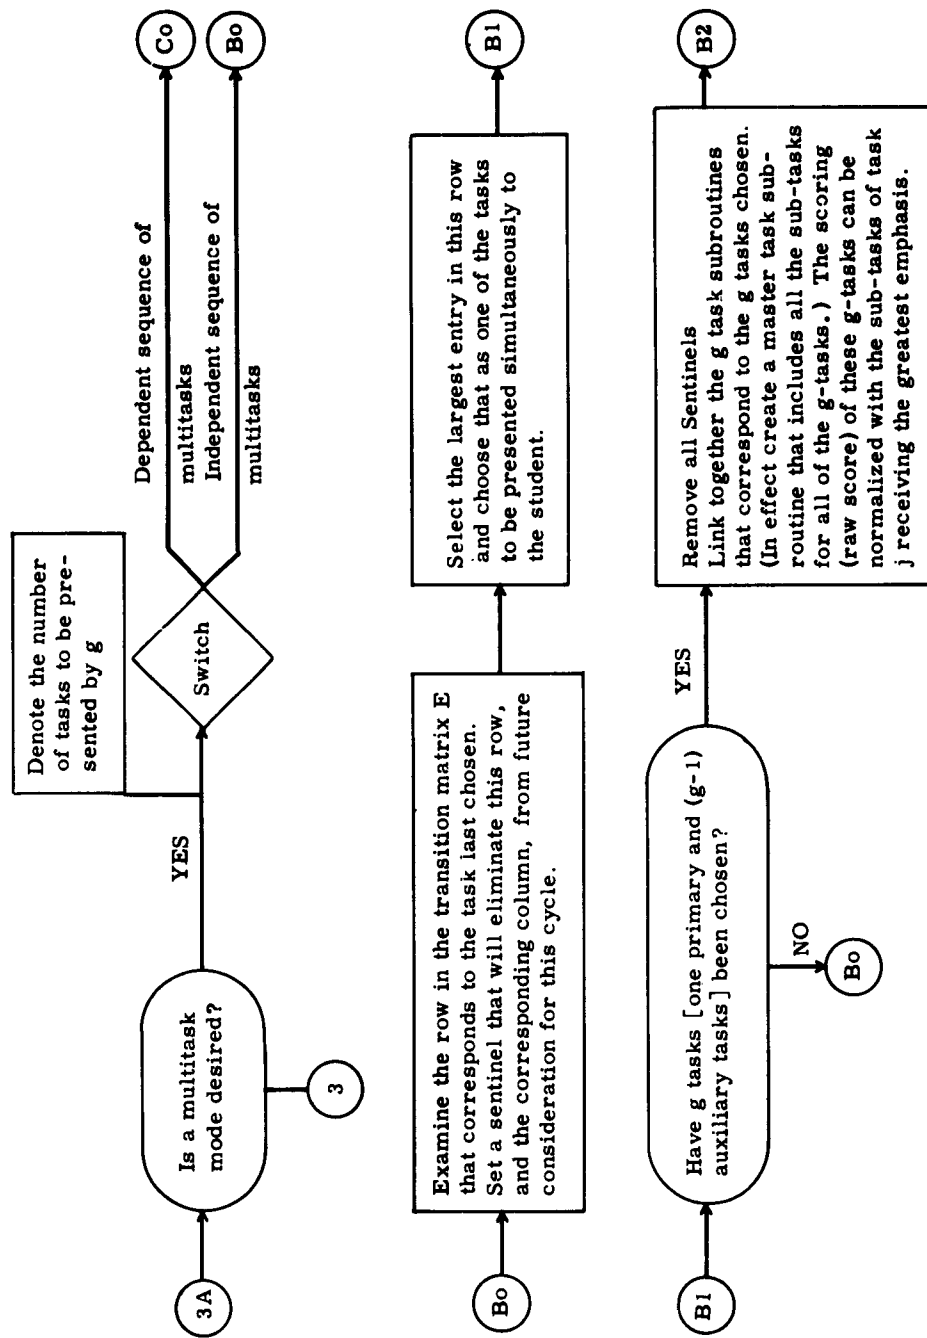 3A
Is a multitask
mode desired?
3
YES
Denote the number
of tasks to be pre-
sented by g
Switch
Dependent sequence of
multitasks
Independent sequence of
multitasks
Co
Bo
Bo
Examine the row in the transition matrix E
that corresponds to the task last chosen.
Set a sentinel that will eliminate this row,
and the corresponding column, from future
consideration for this cycle.
Select the largest entry in this row
and choose that as one of the tasks
to be presented simultaneously to
the student.
B1
B1
Have g tasks [one primary and (g-1)
auxiliary tasks] been chosen?
NO
Bo
YES
Remove all Sentinels
Link together the g task subroutines
that correspond to the g tasks chosen.
(In effect create a master task sub-
routine that includes all the sub-tasks
for all of the g-tasks.) The scoring
(raw score) of these g-tasks can be
normalized with the sub-tasks of task
j receiving the greatest emphasis.
B2